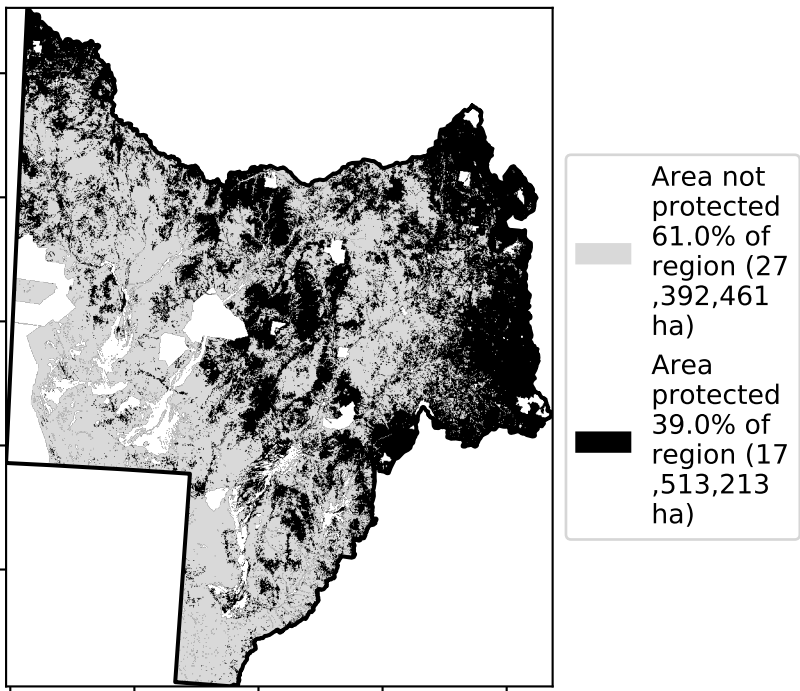 Area not
protected
61.0% of
region (27
,392,461
ha)
Area
protected
39.0% of
region (17
,513,213
ha)